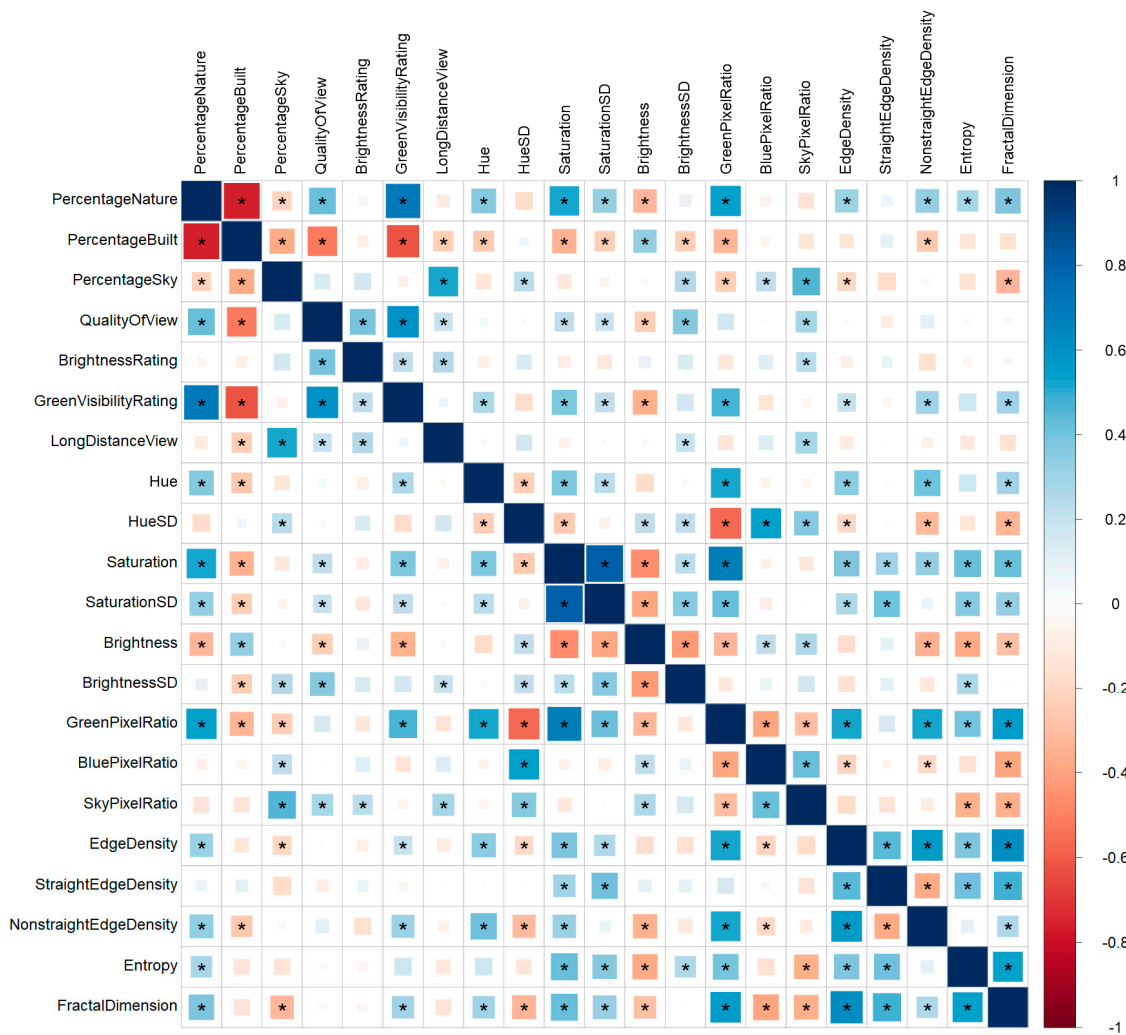 PercentageNature
PercentageBuilt
PercentageSky
QualityOfView
BrightnessRating
GreenVisibilityRating
LongDistanceView
Hue
HueSD
Saturation
SaturationSD
Brightness
BrightnessSD
GreenPixelRatio
BluePixelRatio
SkyPixelRatio
EdgeDensity
StraightEdgeDensity
NonstraightEdgeDensity
Entropy
FractalDimension
PercentageNature
PercentageBuilt
PercentageSky
QualityOfView
BrightnessRating
GreenVisibilityRating
LongDistanceView
Hue
HueSD
Saturation
SaturationSD
Brightness
BrightnessSD
GreenPixelRatio
BluePixelRatio
SkyPixelRatio
EdgeDensity
StraightEdgeDensity
NonstraightEdgeDensity
Entropy
FractalDimension
1
0.8
0.6
0.4
0.2
0
-0.2
-0.4
-0.6
-0.8
-1